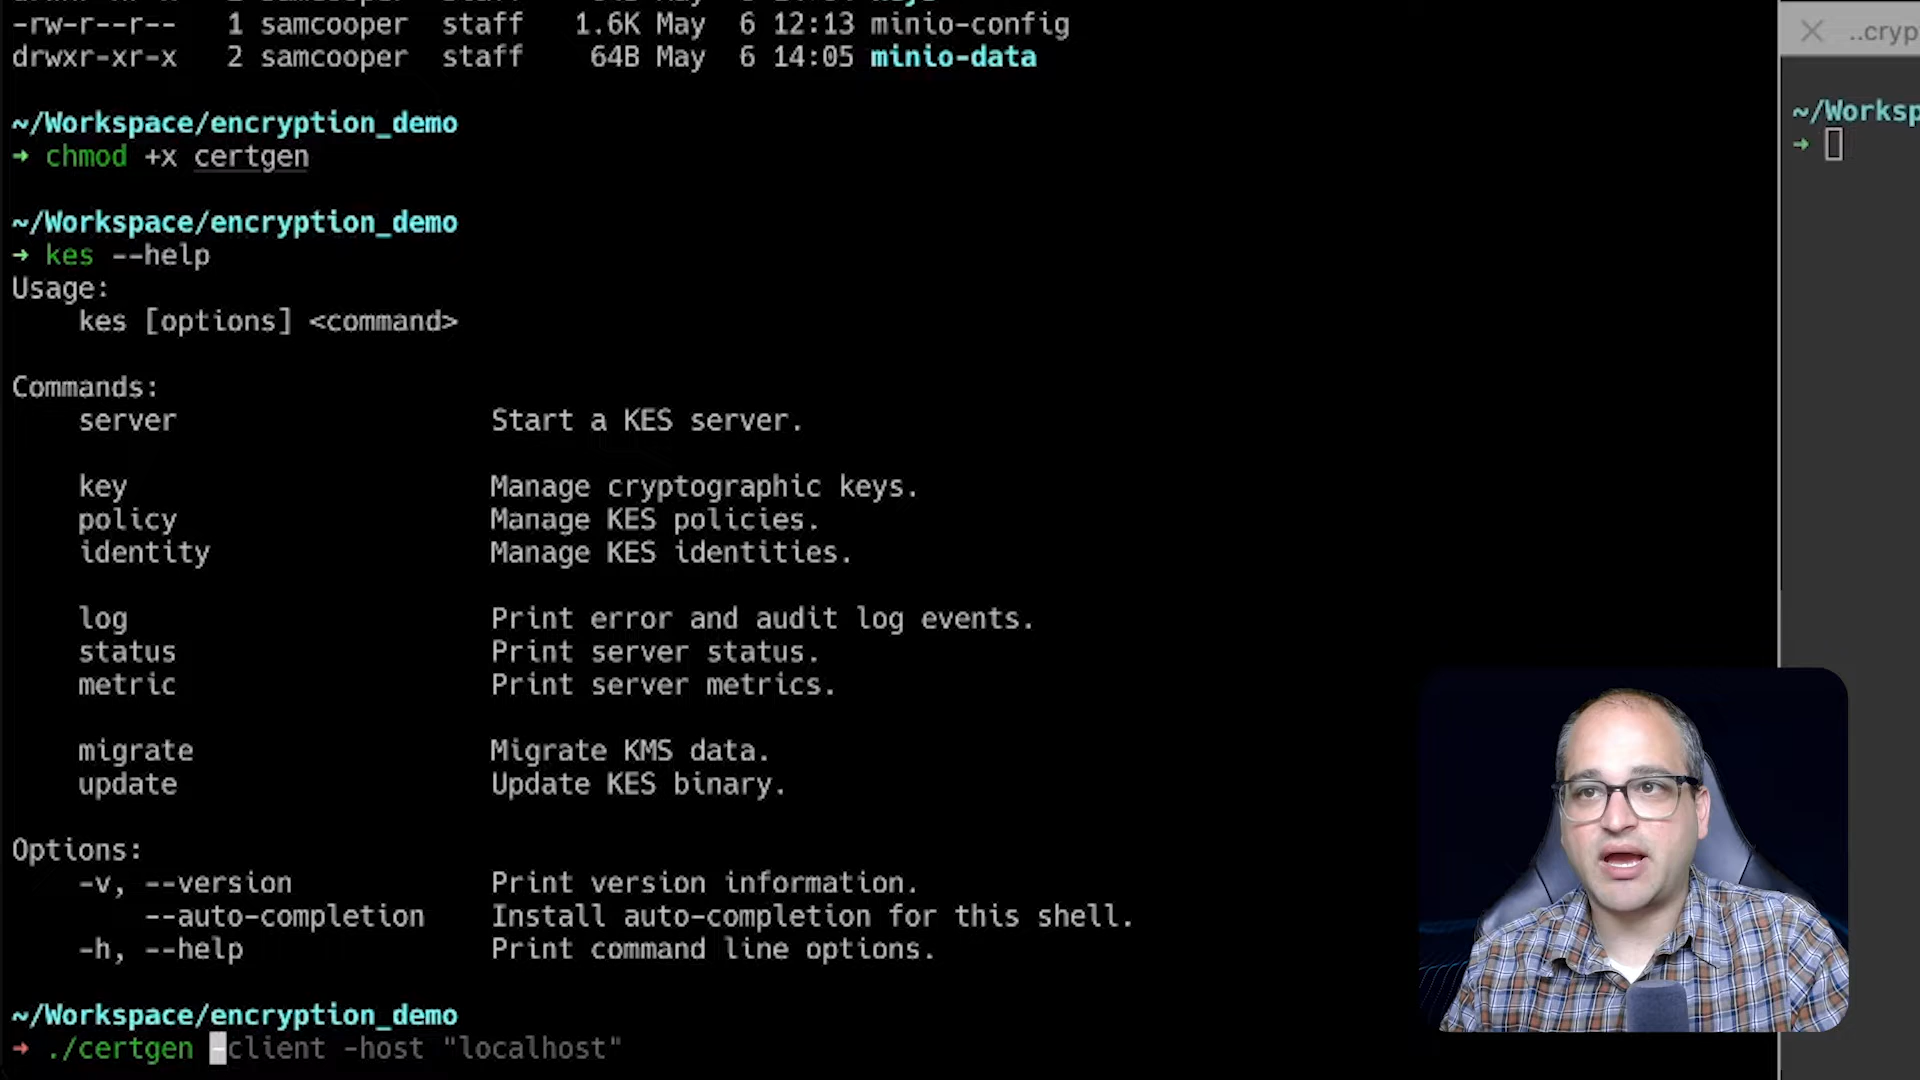 -rw-r--r-- 1 samcooper staff 1.6K May 6 12:13 minio-config
drwxr-xr-x 2 samcooper staff 64B May 6 14:05 minio-data
~/Workspace/encryption_demo
→ chmod +x certgen
~/Workspace/encryption_demo
→ kes --help
Usage:
kes [options] <command>
Commands:
server Start a KES server.
key Manage cryptographic keys.
policy Manage KES policies.
identity Manage KES identities.
log Print error and audit log events.
status Print server status.
metric Print server metrics.
migrate Migrate KMS data.
update Update KES binary.
Options:
-v, --version Print version information.
--auto-completion Install auto-completion for this shell.
-h, --help Print command line options.
~/Workspace/encryption_demo
→ ./certgen -client -host "localhost"
..cryp
~/Worksp
→